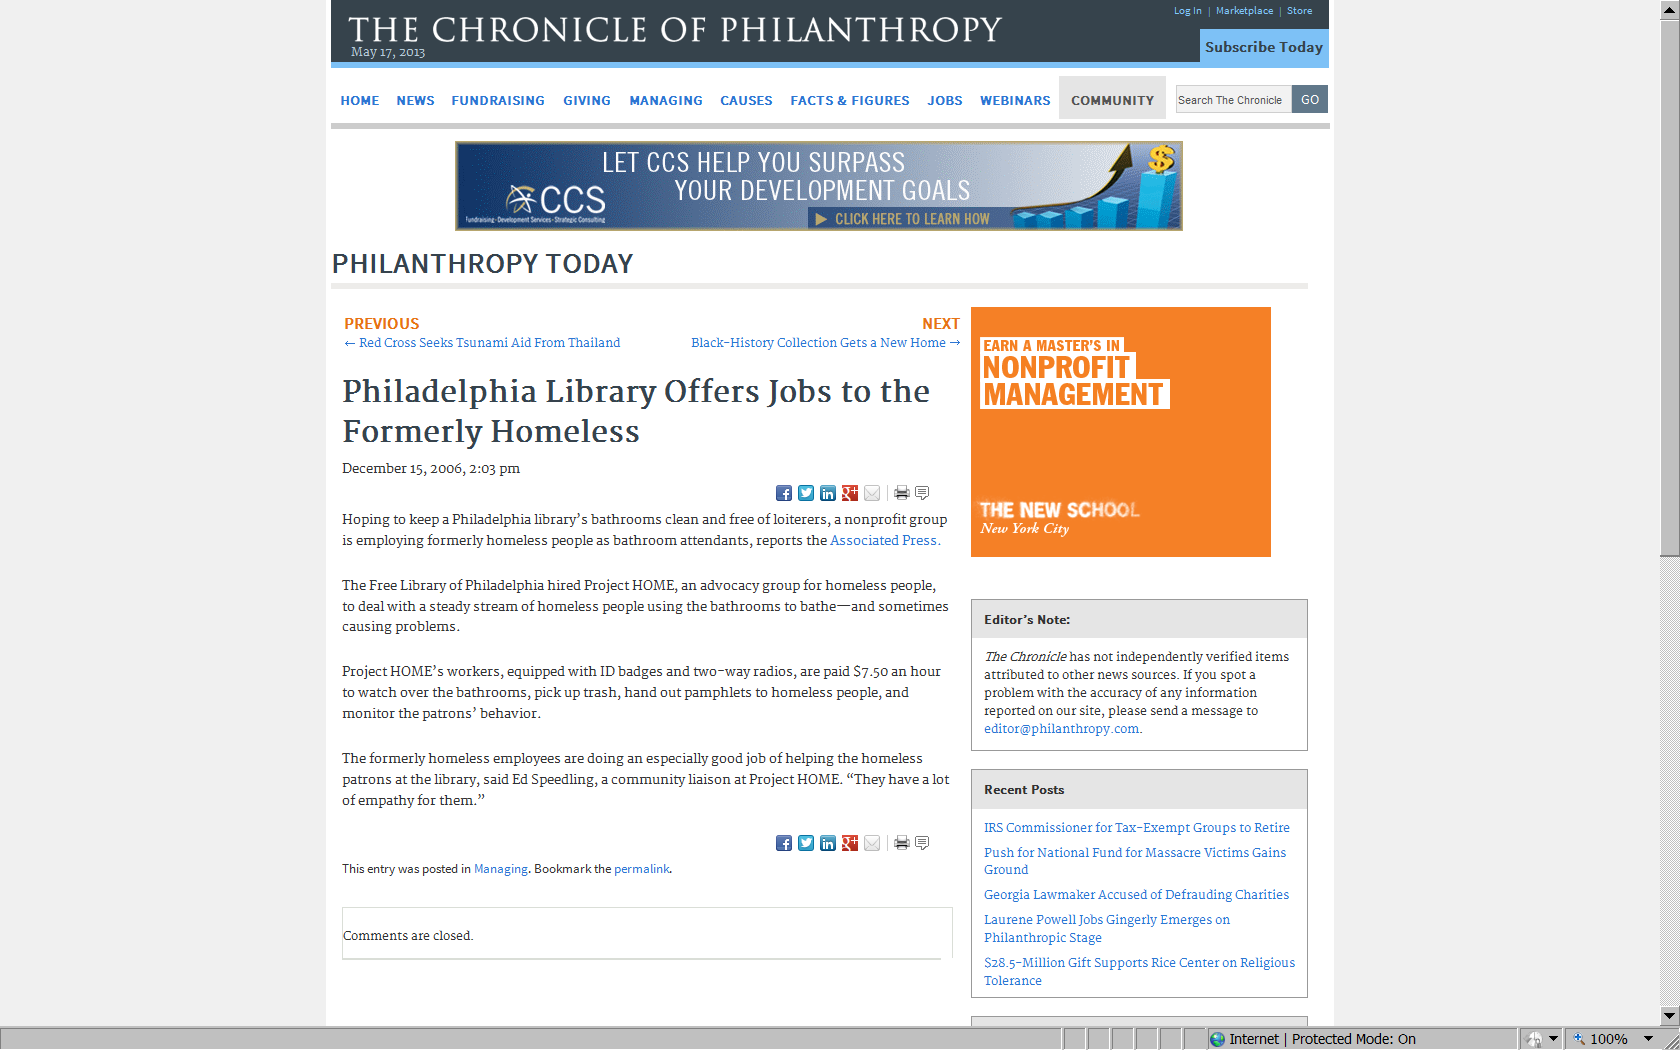 THE CHRONICLE OF PHILANTHROPY
May 17, 2013
Log In | Marketplace | Store
Subscribe Today
HOME NEWS FUNDRAISING GIVING MANAGING CAUSES FACTS & FIGURES JOBS WEBINARS COMMUNITY
Search The Chronicle GO
LET CCS HELP YOU SURPASS
YOUR DEVELOPMENT GOALS
CCS
Fundraising·Development Services·Strategic Consulting
CLICK HERE TO LEARN HOW
PHILANTHROPY TODAY
PREVIOUS
← Red Cross Seeks Tsunami Aid From Thailand
NEXT
Black-History Collection Gets a New Home →
Philadelphia Library Offers Jobs to the
Formerly Homeless
December 15, 2006, 2:03 pm
Hoping to keep a Philadelphia library’s bathrooms clean and free of loiterers, a nonprofit group
is employing formerly homeless people as bathroom attendants, reports the Associated Press.
The Free Library of Philadelphia hired Project HOME, an advocacy group for homeless people,
to deal with a steady stream of homeless people using the bathrooms to bathe—and sometimes
causing problems.
Project HOME’s workers, equipped with ID badges and two-way radios, are paid $7.50 an hour
to watch over the bathrooms, pick up trash, hand out pamphlets to homeless people, and
monitor the patrons’ behavior.
The formerly homeless employees are doing an especially good job of helping the homeless
patrons at the library, said Ed Speedling, a community liaison at Project HOME. “They have a lot
of empathy for them.”
This entry was posted in Managing. Bookmark the permalink.
Comments are closed.
EARN A MASTER'S IN
NONPROFIT
MANAGEMENT
THE NEW SCHOOL
New York City
Editor’s Note:
The Chronicle has not independently verified items
attributed to other news sources. If you spot a
problem with the accuracy of any information
reported on our site, please send a message to
editor@philanthropy.com.
Recent Posts
IRS Commissioner for Tax-Exempt Groups to Retire
Push for National Fund for Massacre Victims Gains
Ground
Georgia Lawmaker Accused of Defrauding Charities
Laurene Powell Jobs Gingerly Emerges on
Philanthropic Stage
$28.5-Million Gift Supports Rice Center on Religious
Tolerance
Internet | Protected Mode: On
100%